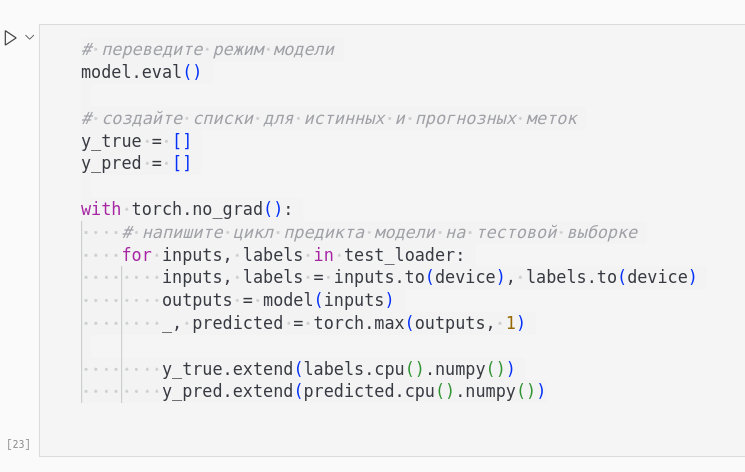 # переведите режим модели
model.eval()
# создайте списки для истинных и прогнозных меток
y_true = []
y_pred = []
with torch.no_grad():
    # напишите цикл предикта модели на тестовой выборке
    for inputs, labels in test_loader:
        inputs, labels = inputs.to(device), labels.to(device)
        outputs = model(inputs)
        _, predicted = torch.max(outputs, 1)
        y_true.extend(labels.cpu().numpy())
        y_pred.extend(predicted.cpu().numpy())
[23]